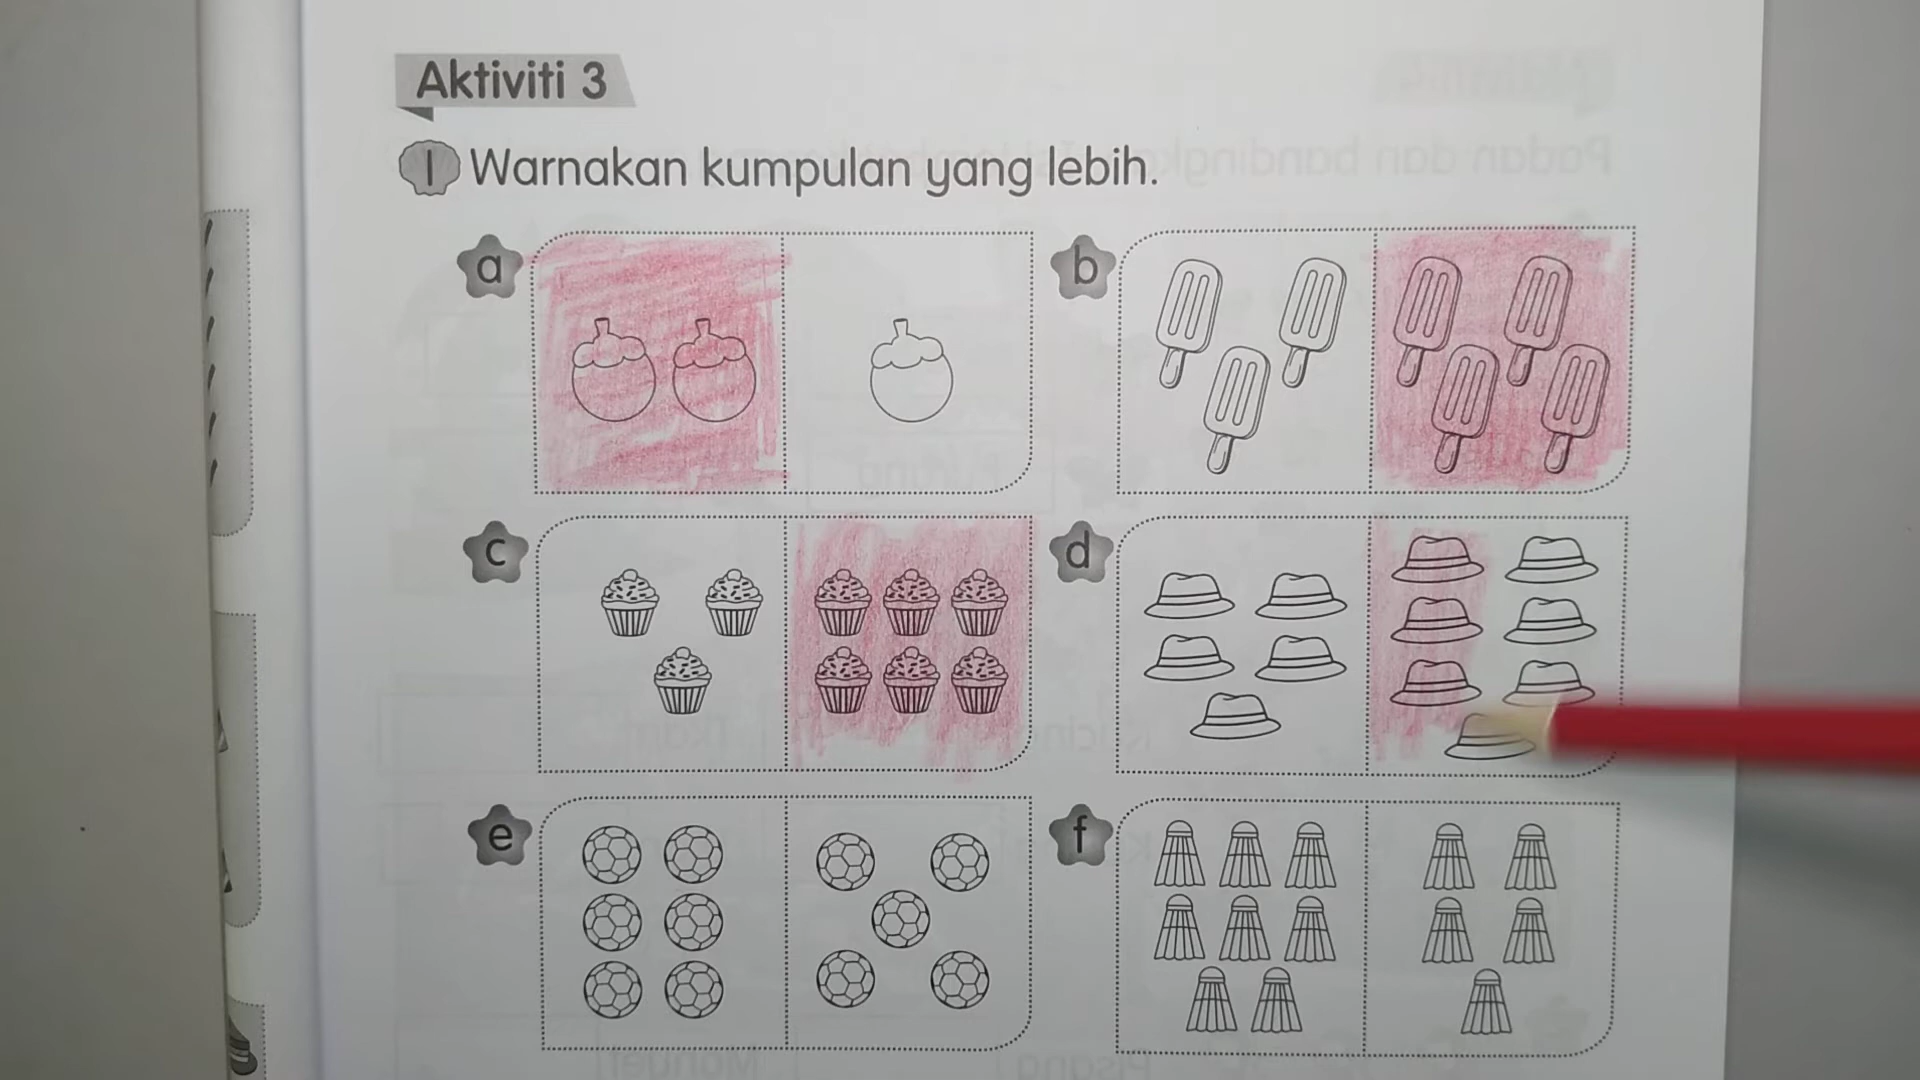 Aktiviti 3
1 Warnakan kumpulan yang lebih.
a
b
c
d
e
f